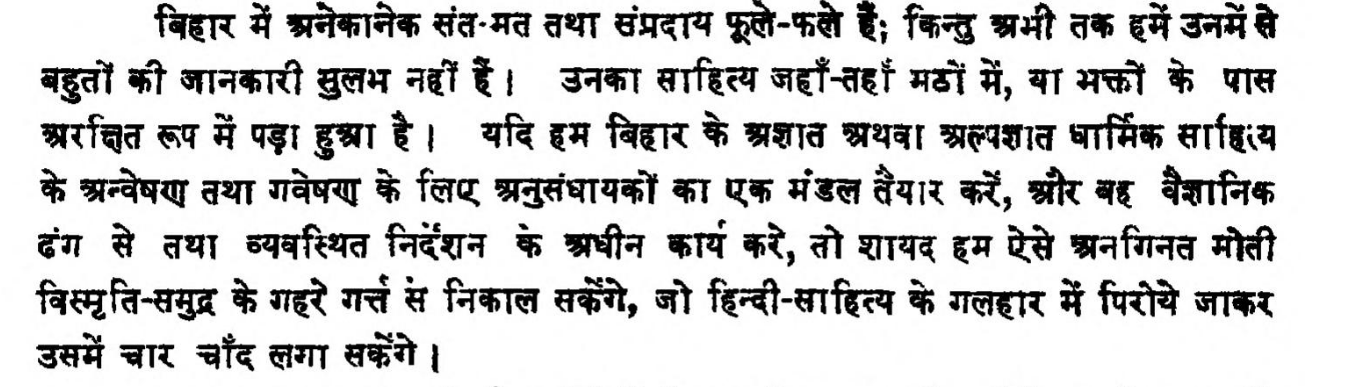 बिहार में अनेकानेक संत-मत तथा संप्रदाय फूले-फले हैं; किन्तु अभी तक हमें उनमें से
बहुतों की जानकारी सुलभ नहीं हैं। उनका साहित्य जहाँ-तहाँ मठों में, या भक्तों के पास
अरक्षित रूप में पड़ा हुआ है। यदि हम बिहार के अज्ञात अथवा अल्पज्ञात धार्मिक साहित्य
के अन्वेषण तथा गवेषण के लिए अनुसंधायकों का एक मंडल तैयार करें, और वह वैज्ञानिक
ढंग से तथा व्यवस्थित निर्देशन के अधीन कार्य करे, तो शायद हम ऐसे अनगिनत मोती
विस्मृति-समुद्र के गहरे गर्त्त से निकाल सकेंगे, जो हिन्दी-साहित्य के गलहार में पिरोये जाकर
उसमें चार चाँद लगा सकेंगे।